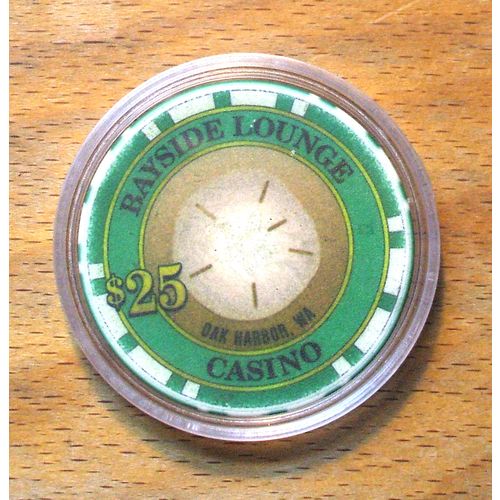 BAYSIDE LOUNGE
$25
OAK HARBOR, WA
CASINO